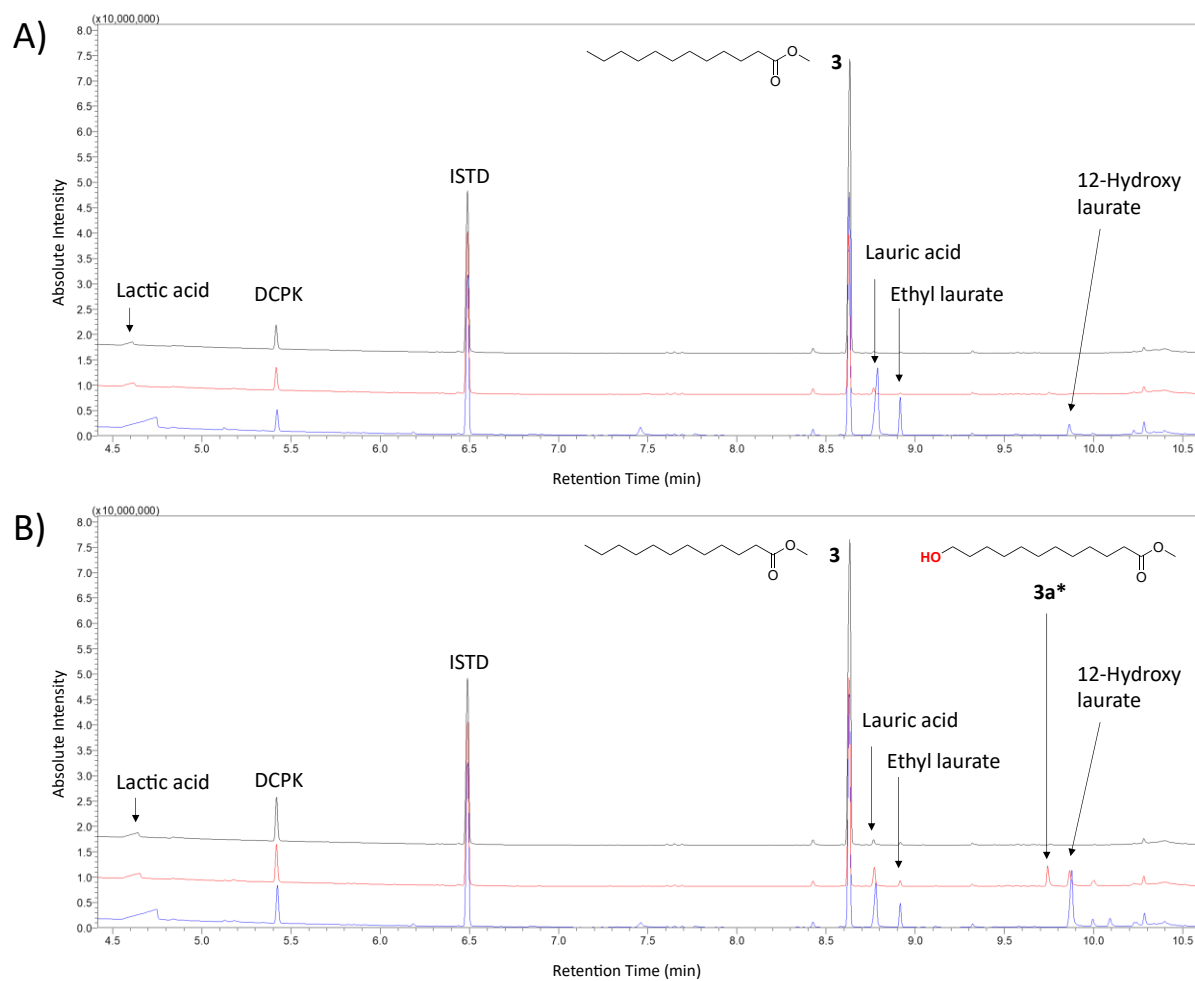 A)
(x10,000,000)
8.0
7.5
7.0
6.5
6.0
5.5
5.0
4.5
4.0
3.5
3.0
2.5
2.0
1.5
1.0
0.5
0.0
Absolute Intensity
Lactic acid
DCPK
ISTD
O
O
3
Lauric acid
Ethyl laurate
12-Hydroxy
laurate
4.5 5.0 5.5 6.0 6.5 7.0 7.5 8.0 8.5 9.0 9.5 10.0 10.5
Retention Time (min)
B)
(x10,000,000)
8.0
7.5
7.0
6.5
6.0
5.5
5.0
4.5
4.0
3.5
3.0
2.5
2.0
1.5
1.0
0.5
0.0
Absolute Intensity
Lactic acid
DCPK
ISTD
O
O
3
HO
O
O
3a*
Lauric acid
Ethyl laurate
12-Hydroxy
laurate
4.5 5.0 5.5 6.0 6.5 7.0 7.5 8.0 8.5 9.0 9.5 10.0 10.5
Retention Time (min)